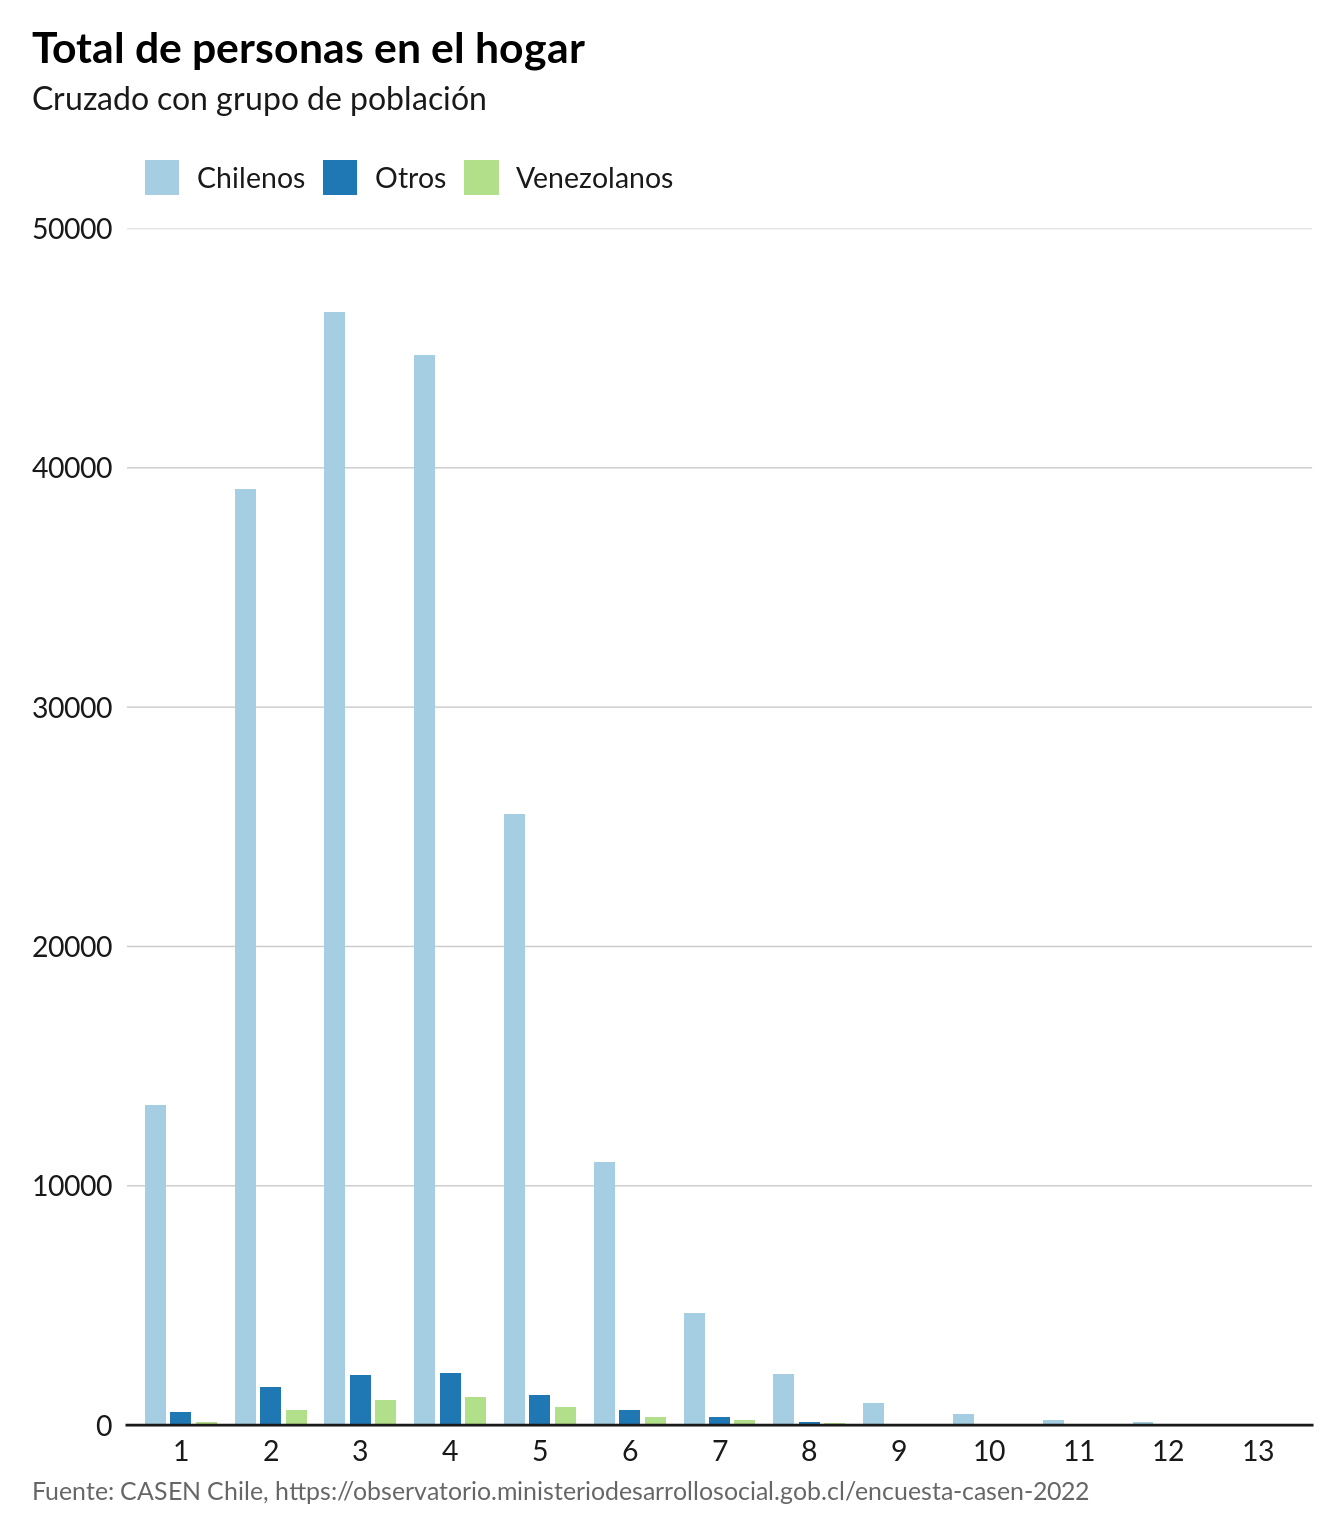 Total de personas en el hogar
Cruzado con grupo de población
Chilenos Otros Venezolanos
50000
40000
30000
20000
10000
0
1 2 3 4 5 6 7 8 9 10 11 12 13
Fuente: CASEN Chile, https://observatorio.ministeriodesarrollosocial.gob.cl/encuesta-casen-2022